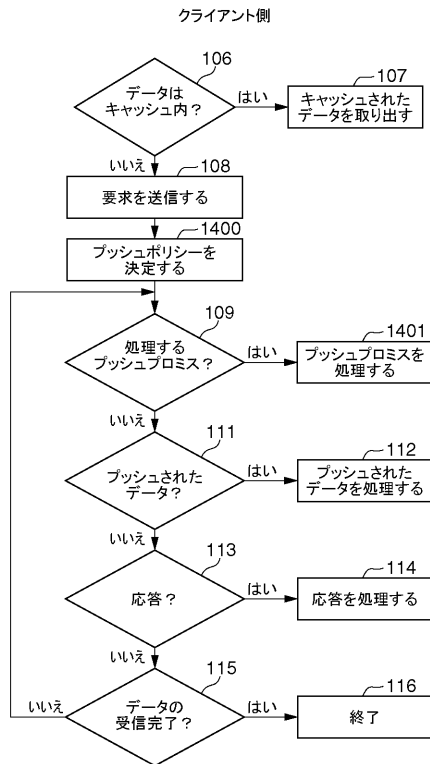 クライアント側
106
データは
キャッシュ内？
はい
107
キャッシュされた
データを取り出す
いいえ
108
要求を送信する
1400
プッシュポリシーを
決定する
109
処理する
プッシュプロミス？
はい
1401
プッシュプロミスを
処理する
いいえ
111
プッシュされた
データ？
はい
112
プッシュされた
データを処理する
いいえ
113
応答？
はい
114
応答を処理する
いいえ
115
データの
受信完了？
いいえ
はい
116
終了